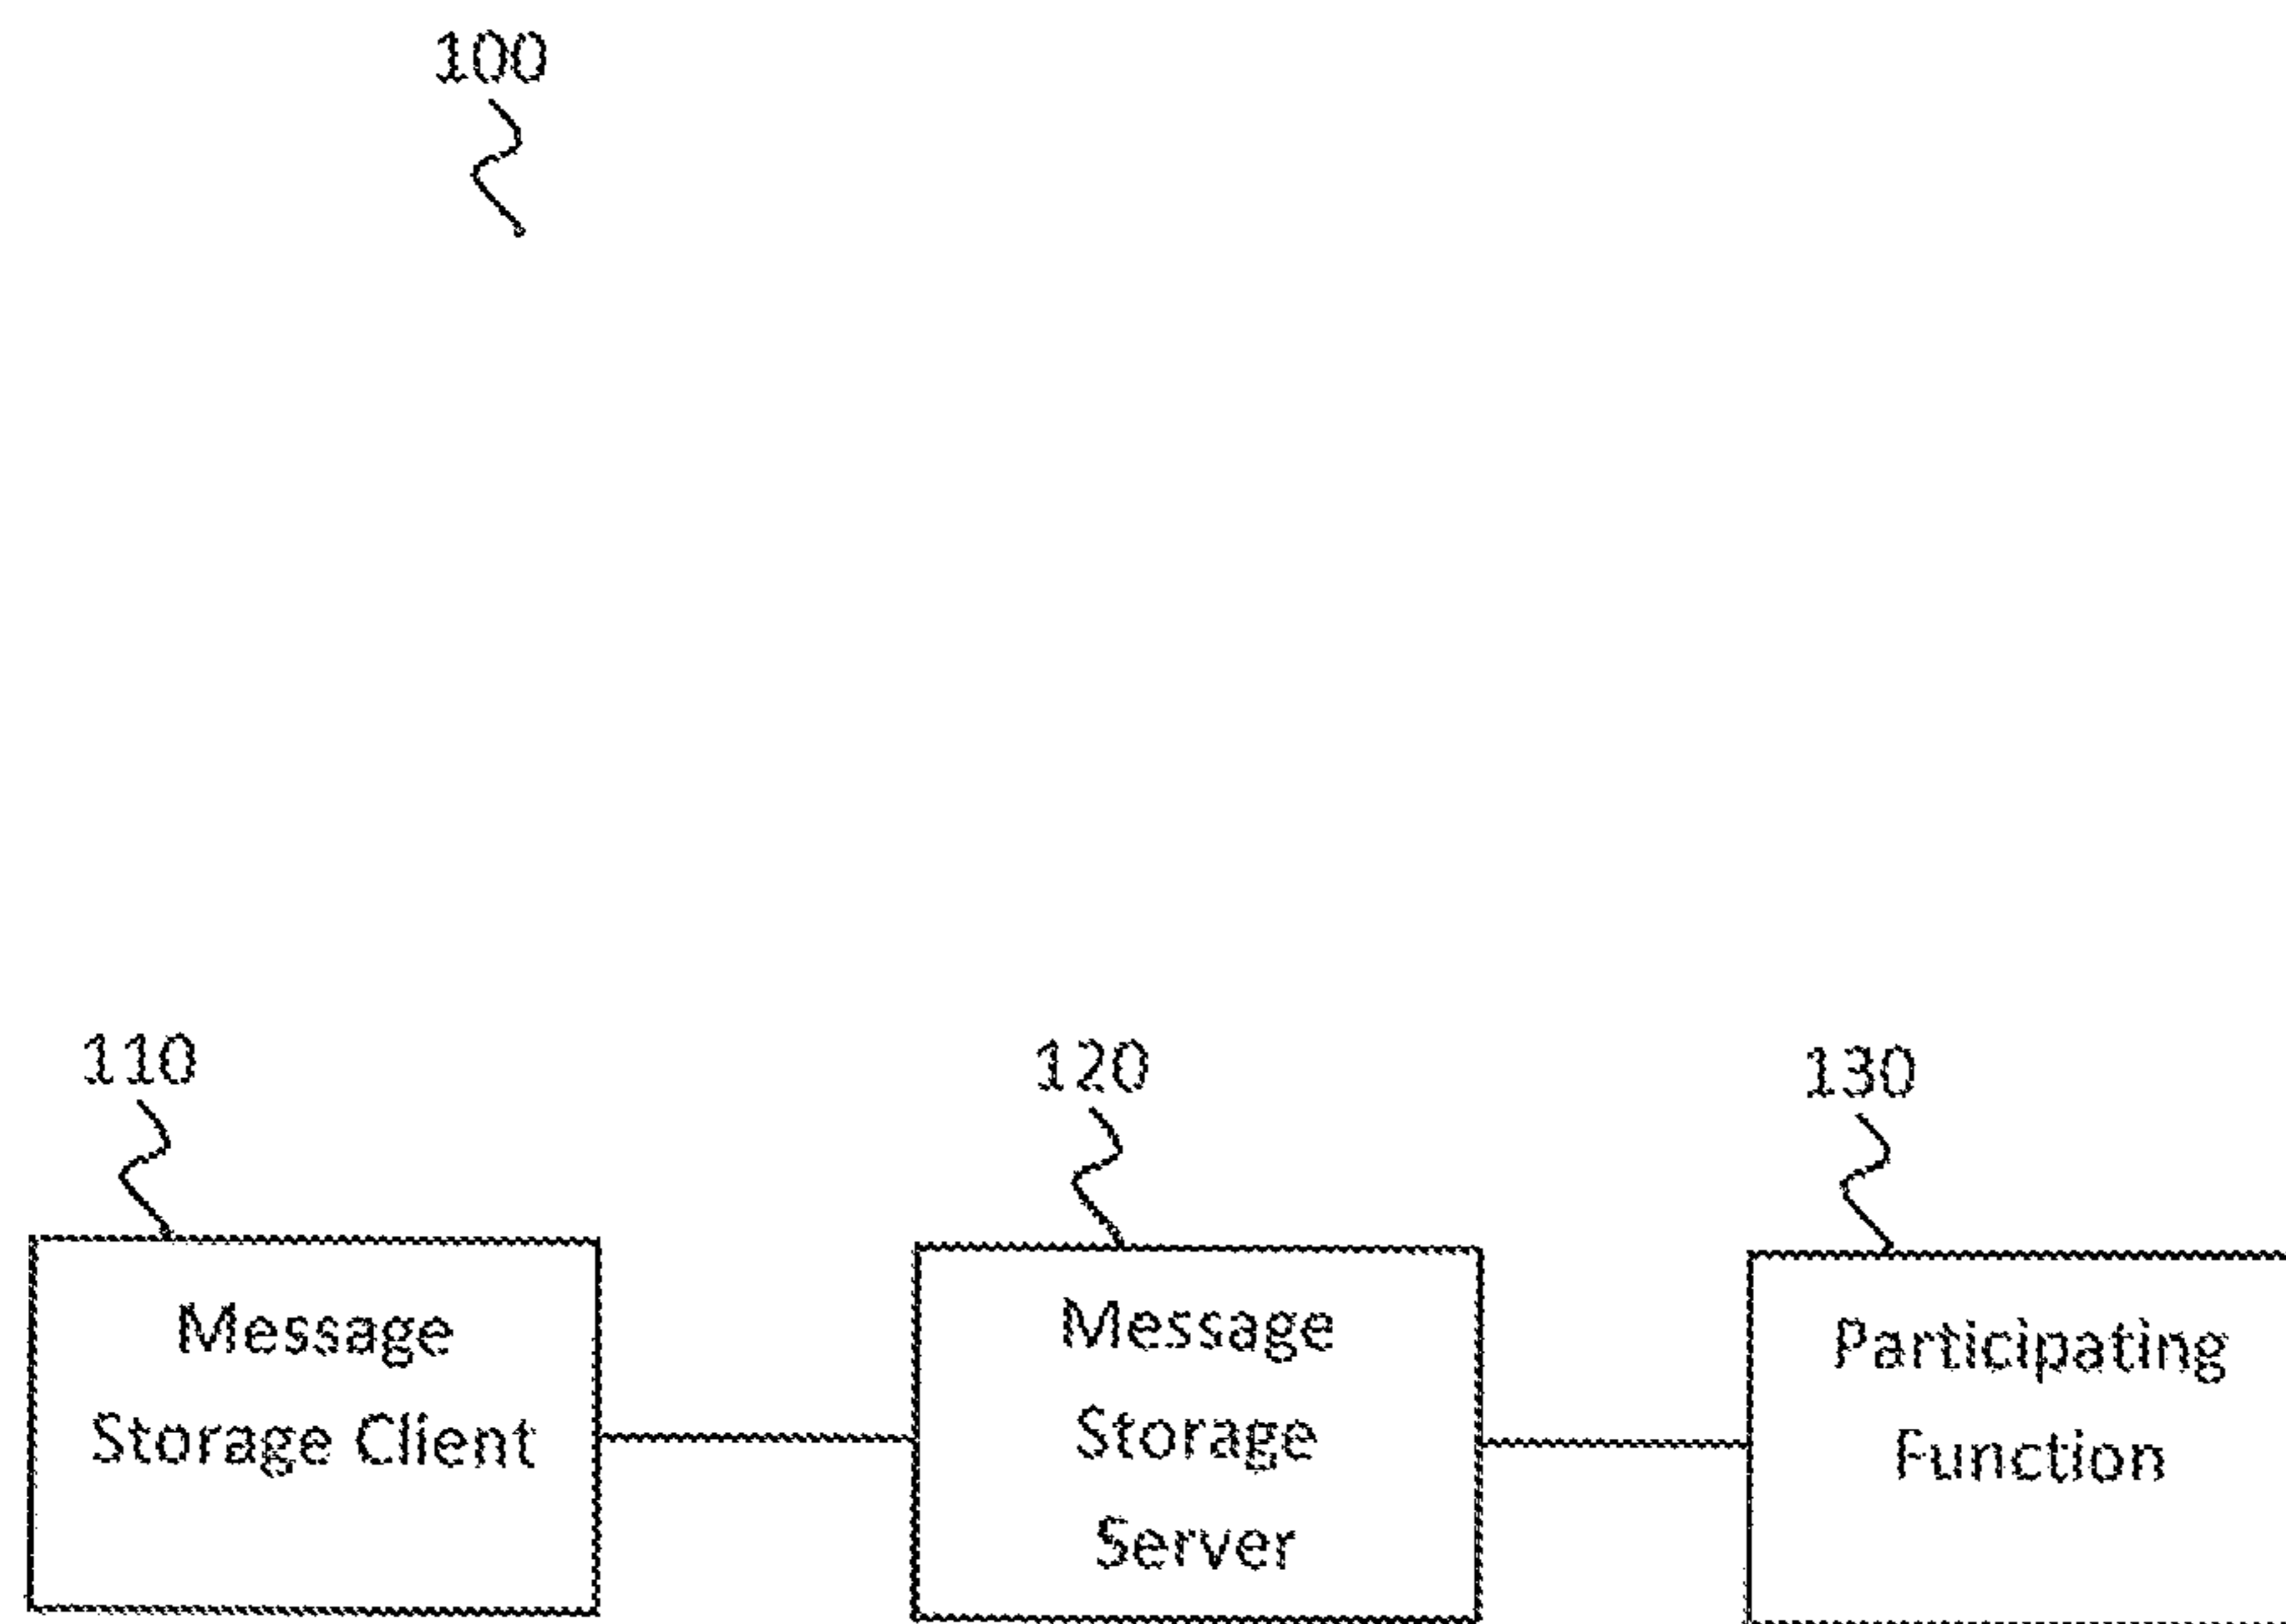 100
110
120
130
Message
Storage Client
Message
Storage
Server
Participating
Function